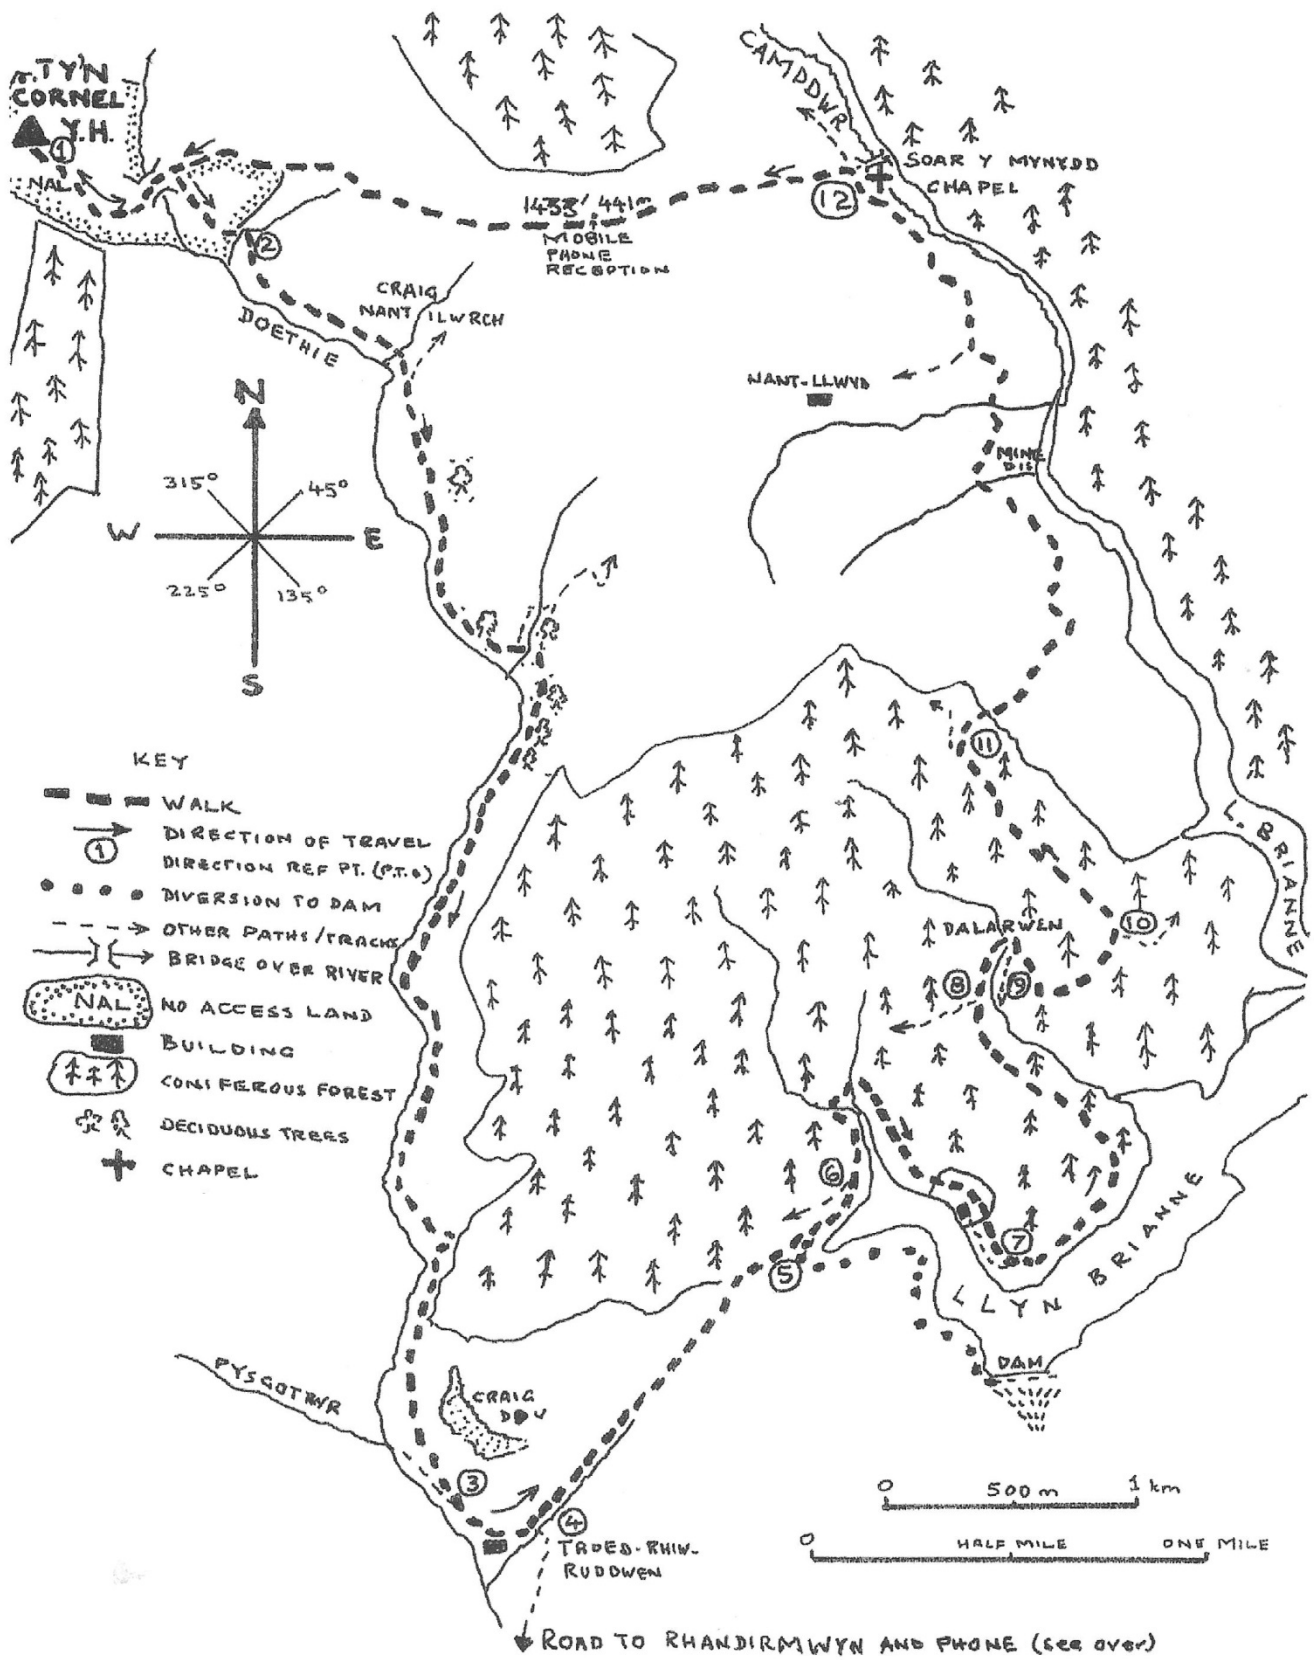 TY'N
CORNEL
Y.H.
1
NAL
2
DOETHIE
CRAIG
NANT ILWRCH
1433' 441m
MOBILE
PHONE
RECEPTION
CAMDDWR
SOAR Y MYNYDD
CHAPEL
12
NANT-LLWYD
MINE
DIS
N
315° 45°
W E
225° 135°
S
11
L. BRIANNE
10
DALARWEN
8
9
KEY
WALK
DIRECTION OF TRAVEL
1
DIRECTION REF PT. (P.T.O)
DIVERSION TO DAM
OTHER PATHS/TRACKS
BRIDGE OVER RIVER
NAL
NO ACCESS LAND
BUILDING
CONIFEROUS FOREST
DECIDUOUS TREES
CHAPEL
6
7
5
LLYN BRIANNE
DAM
PYSGOTWR
CRAIG
3
4
TROED-RHIW-
RUDDWEN
0 500 m 1 km
0 HALF MILE ONE MILE
ROAD TO RHANDIRMWYN AND PHONE (see over)